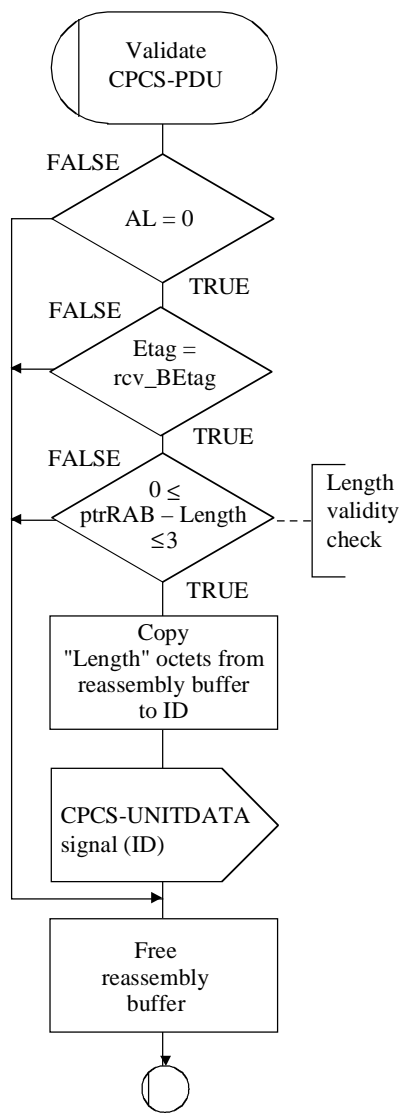 Validate
CPCS-PDU
FALSE
AL = 0
TRUE
FALSE
Etag =
rcv_BEtag
TRUE
FALSE
0 ≤
ptrRAB – Length
≤3
Length
validity
check
TRUE
Copy
"Length" octets from
reassembly buffer
to ID
CPCS-UNITDATA
signal (ID)
Free
reassembly
buffer